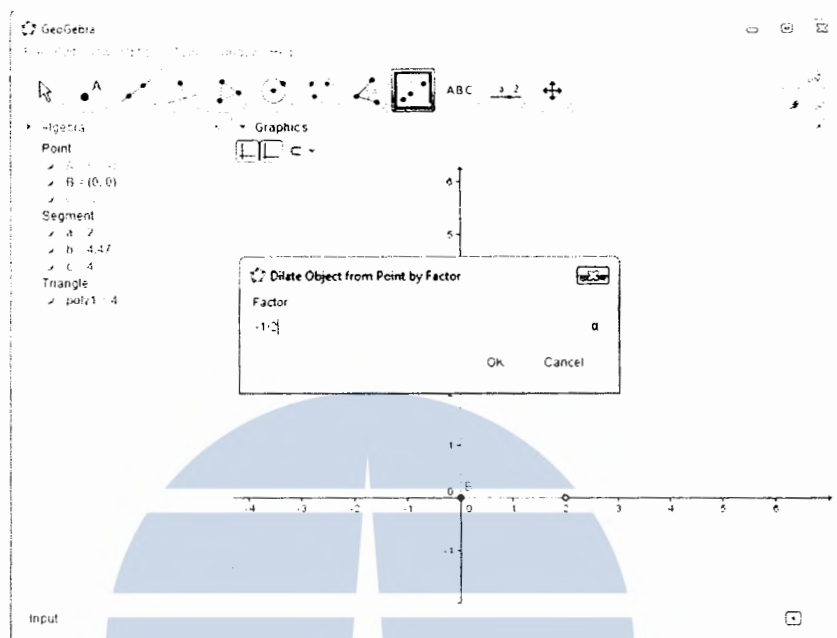 GeoGebra
A
ABC
a=2
Algebra
Graphics
Point
B = (0, 0)
Segment
a 2
b 4.47
c 4
Triangle
poly1 4
6
5
Dilate Object from Point by Factor
Factor
α
OK Cancel
1
0 B
-4 -3 -2 -1 0 1 2 3 4 5 6
-1
Input